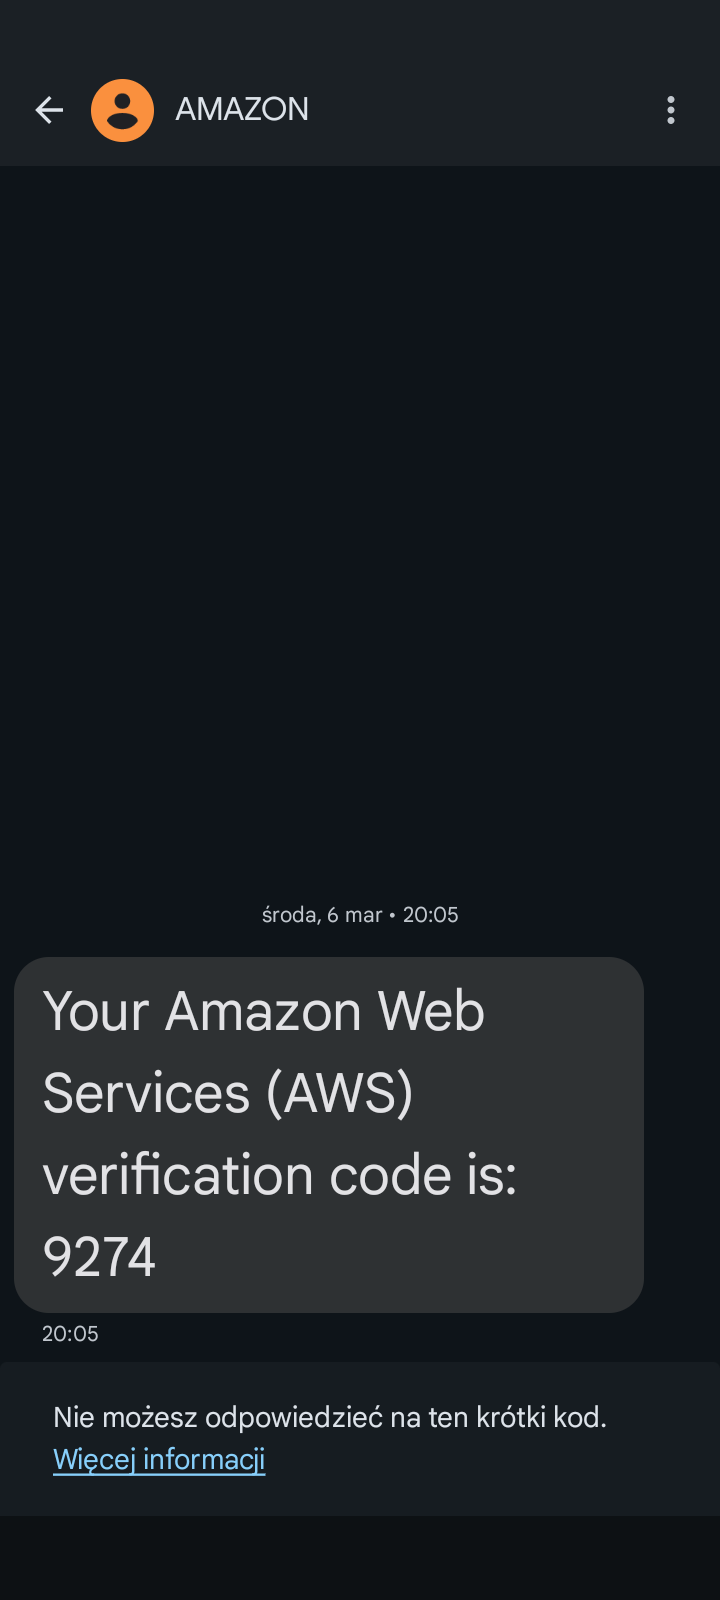 AMAZON
środa, 6 mar • 20:05
Your Amazon Web
Services (AWS)
verification code is:
9274
20:05
Nie możesz odpowiedzieć na ten krótki kod.
Więcej informacji